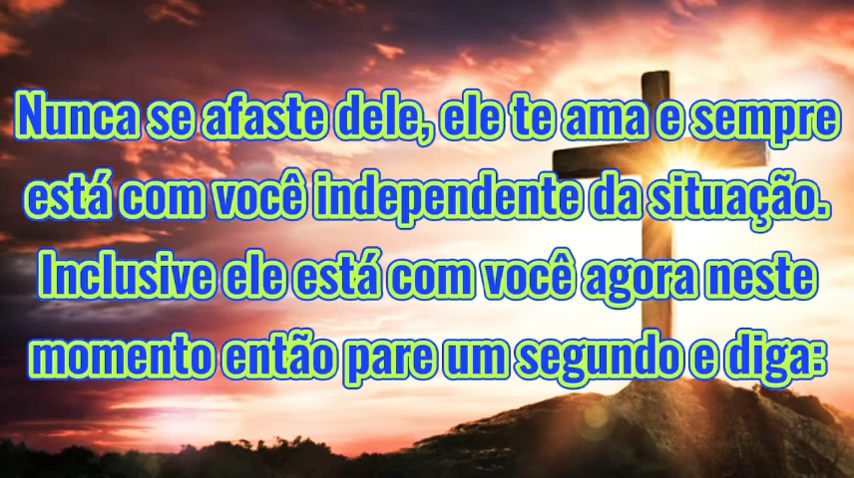 Nunca se afaste dele, ele te ama e sempre
está com você independente da situação.
Inclusive ele está com você agora neste
momento então pare um segundo e diga: